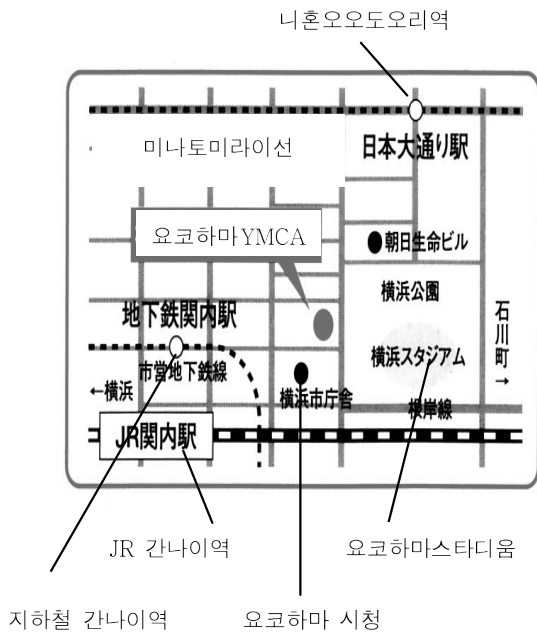 니혼오오도오리역
미나토미라이선
日本大通り駅
요코하마YMCA
朝日生命ビル
横浜公園
地下鉄関内駅
石川町→
横浜スタジアム
市営地下鉄線
←横浜
横浜市庁舎
根岸線
JR関内駅
JR 간나이역
요코하마스타디움
지하철 간나이역
요코하마 시청